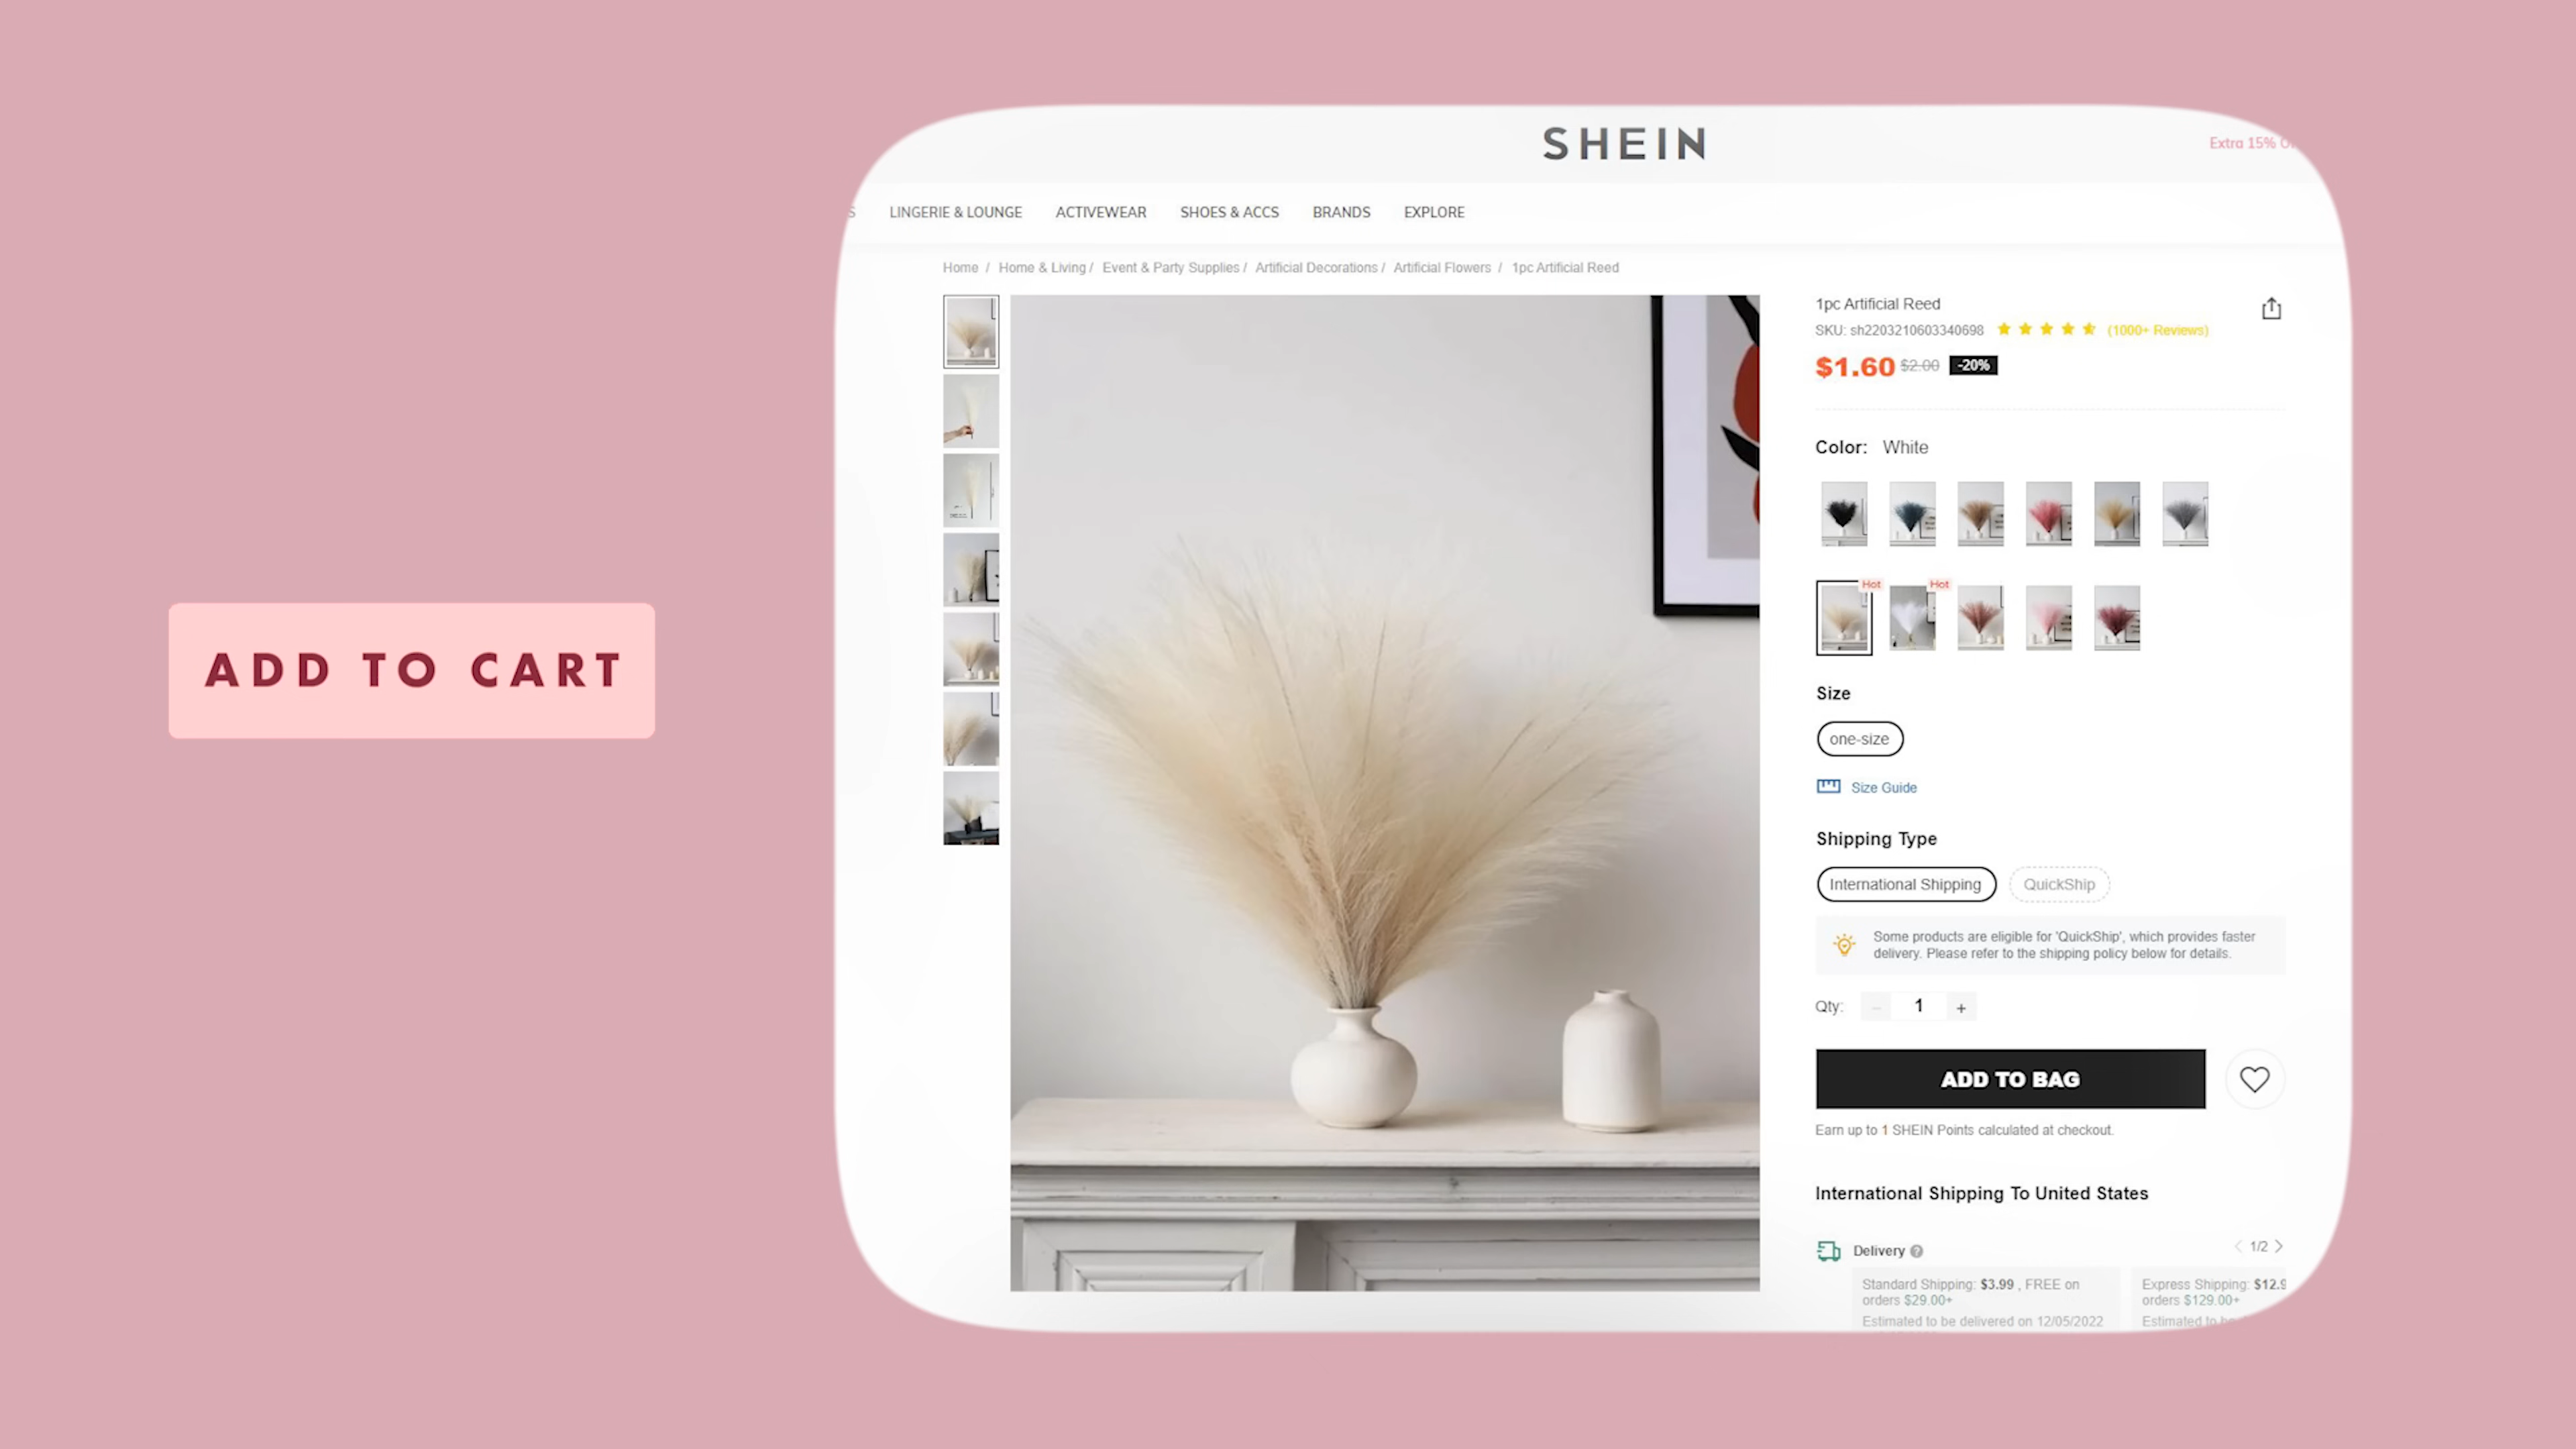 ADD TO CART
SHEIN
Extra 15%
LINGERIE & LOUNGE ACTIVEWEAR SHOES & ACCS BRANDS EXPLORE
Home / Home & Living / Event & Party Supplies / Artificial Decorations / Artificial Flowers / 1pc Artificial Reed
1pc Artificial Reed
SKU: sh2203210603340698 (1000+ Reviews)
$1.60 $2.00 -20%
Color: White
Hot Hot
Size
one-size
Size Guide
Shipping Type
International Shipping QuickShip
Some products are eligible for 'QuickShip', which provides faster
delivery. Please refer to the shipping policy below for details.
Qty: - 1 +
ADD TO BAG
Earn up to 1 SHEIN Points calculated at checkout.
International Shipping To United States
Delivery ? 1/2
Standard Shipping: $3.99 , FREE on
orders $29.00+
Estimated to be delivered on 12/05/2022
Express Shipping: $12.9
orders $129.00+
Estimated to